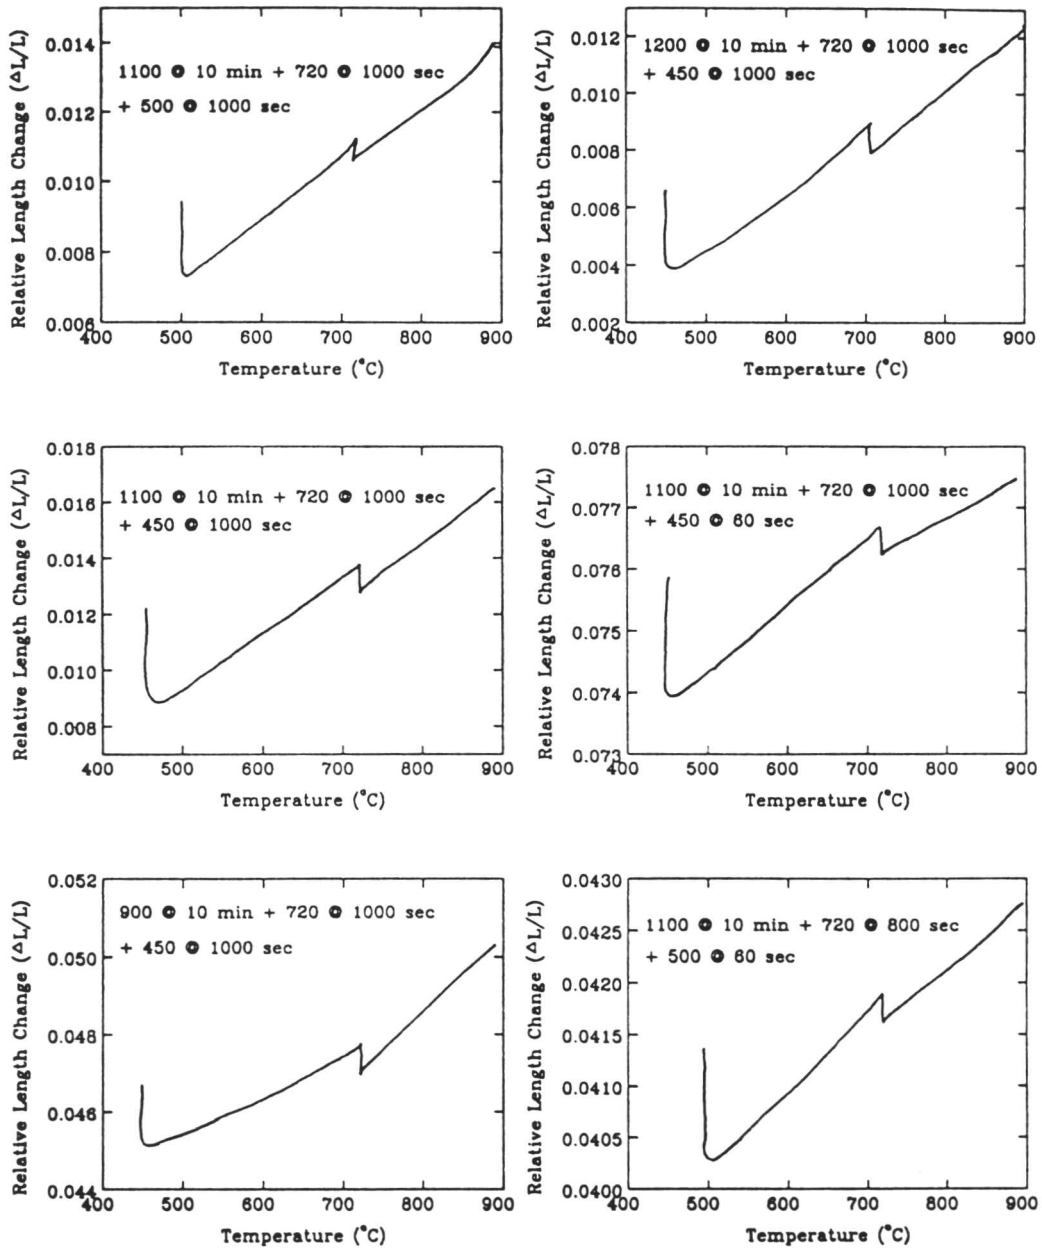 Relative Length Change (△L/L)
0.014
0.012
0.010
0.008
0.006
1100 @ 10 min + 720 @ 1000 sec
+ 500 @ 1000 sec
400 500 600 700 800 900
Temperature (°C)
Relative Length Change (△L/L)
0.012
0.010
0.008
0.006
0.004
0.002
1200 @ 10 min + 720 @ 1000 sec
+ 450 @ 1000 sec
400 500 600 700 800 900
Temperature (°C)
Relative Length Change (△L/L)
0.018
0.016
0.014
0.012
0.010
0.008
1100 @ 10 min + 720 @ 1000 sec
+ 450 @ 1000 sec
400 500 600 700 800 900
Temperature (°C)
Relative Length Change (△L/L)
0.078
0.077
0.076
0.075
0.074
0.073
1100 @ 10 min + 720 @ 1000 sec
+ 450 @ 60 sec
400 500 600 700 800 900
Temperature (°C)
Relative Length Change (△L/L)
0.052
0.050
0.048
0.046
0.044
900 @ 10 min + 720 @ 1000 sec
+ 450 @ 1000 sec
400 500 600 700 800 900
Temperature (°C)
Relative Length Change (△L/L)
0.0430
0.0425
0.0420
0.0415
0.0410
0.0405
0.0400
1100 @ 10 min + 720 @ 800 sec
+ 500 @ 60 sec
400 500 600 700 800 900
Temperature (°C)